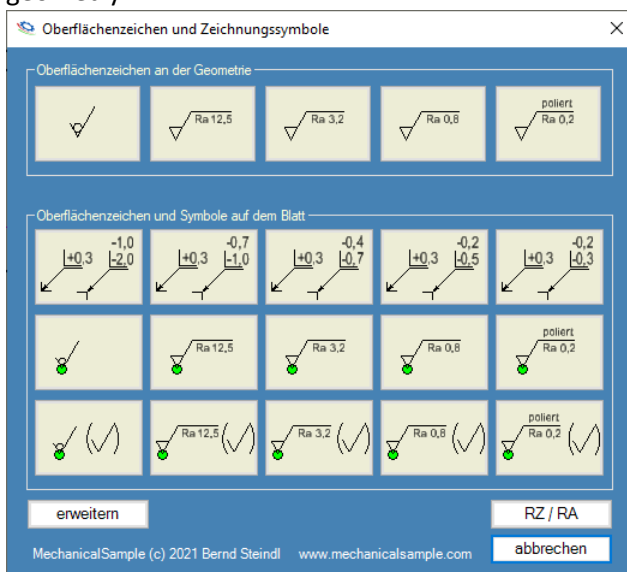 geometry
Oberflächenzeichen und Zeichnungssymbole
Oberflächenzeichen an der Geometrie
Ra 12,5
Ra 3,2
Ra 0,8
poliert
Ra 0,2
Oberflächenzeichen und Symbole auf dem Blatt
+0,3 -1,0
-2,0
+0,3 -0,7
-1,0
+0,3 -0,4
-0,7
+0,3 -0,2
-0,5
+0,3 -0,2
-0,3
Ra 12,5
Ra 3,2
Ra 0,8
poliert
Ra 0,2
Ra 12,5
Ra 3,2
Ra 0,8
poliert
Ra 0,2
erweitern
RZ / RA
MechanicalSample (c) 2021 Bernd Steindl www.mechanicalsample.com
abbrechen